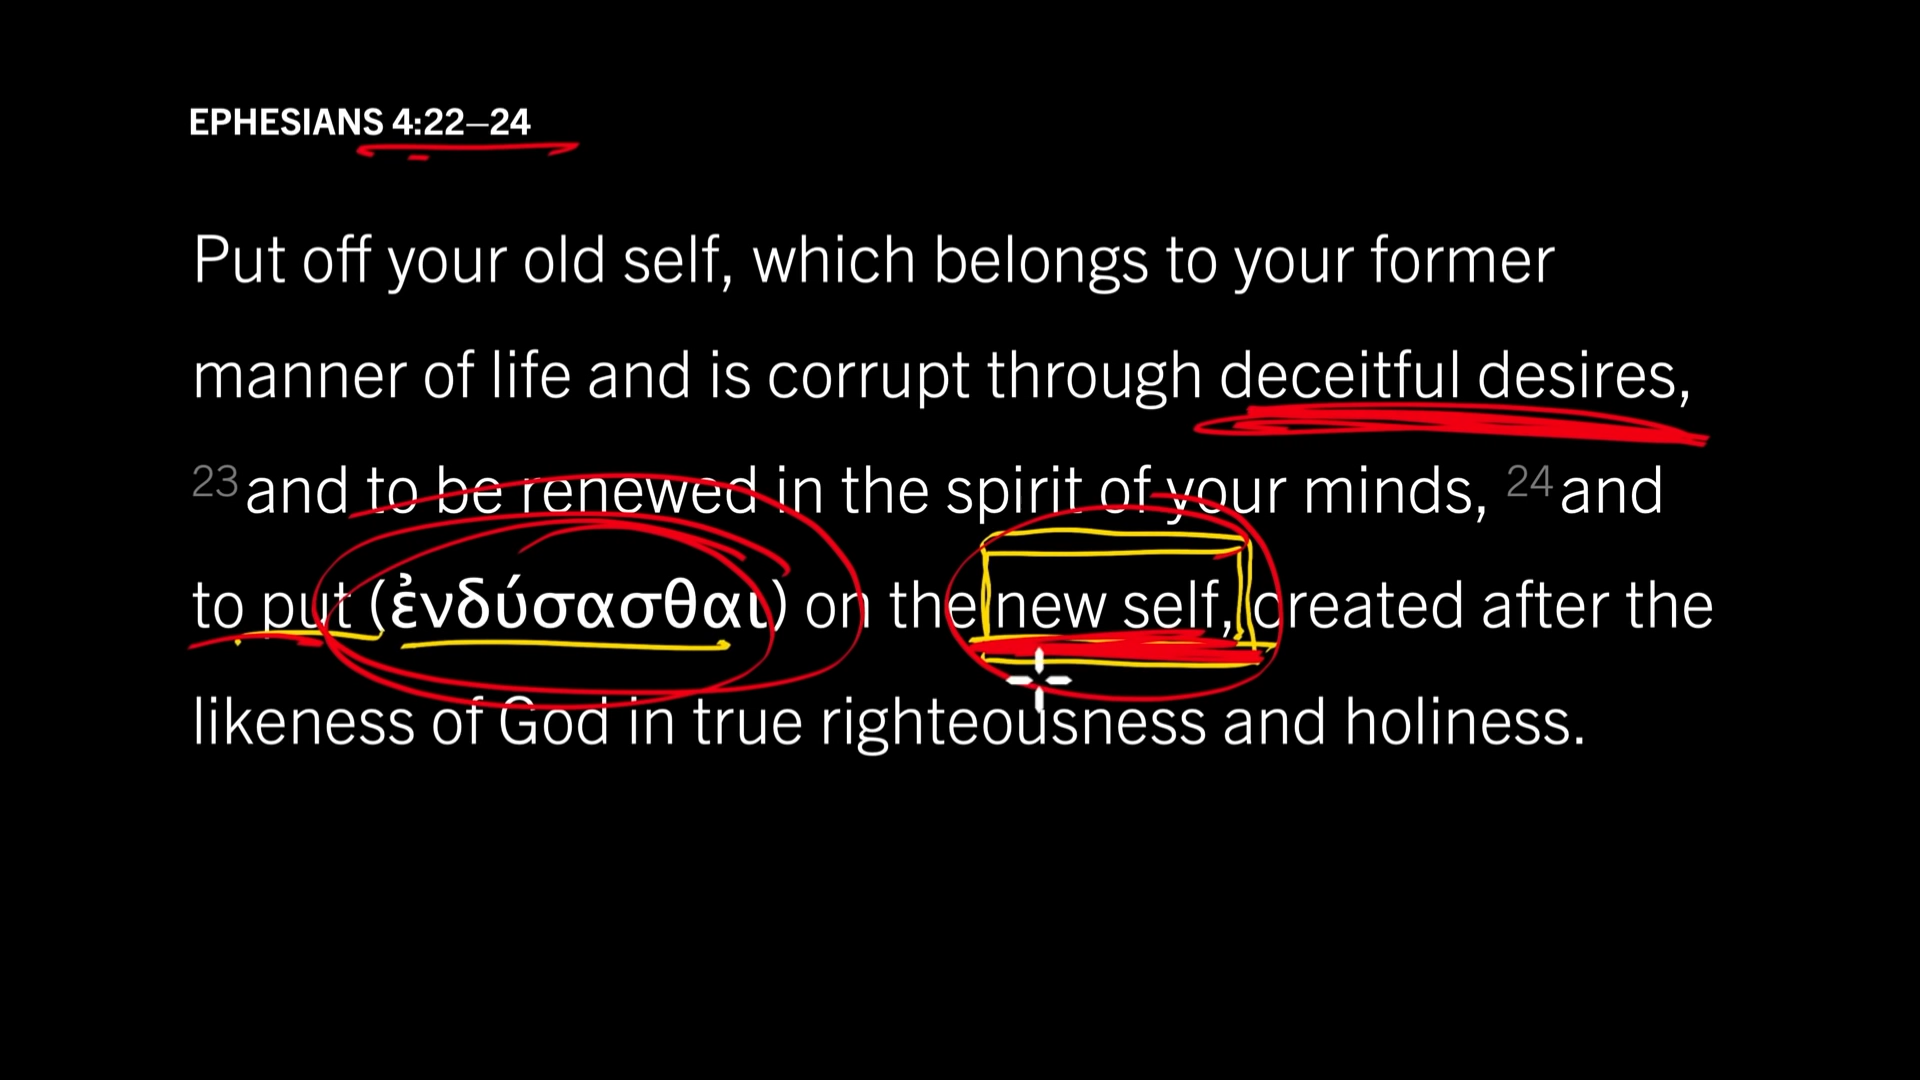 EPHESIANS 4:22–24
Put off your old self, which belongs to your former
manner of life and is corrupt through deceitful desires,
23 and to be renewed in the spirit of your minds, 24 and
to put (ἐνδύσασθαι) on the new self, created after the
likeness of God in true righteousness and holiness.